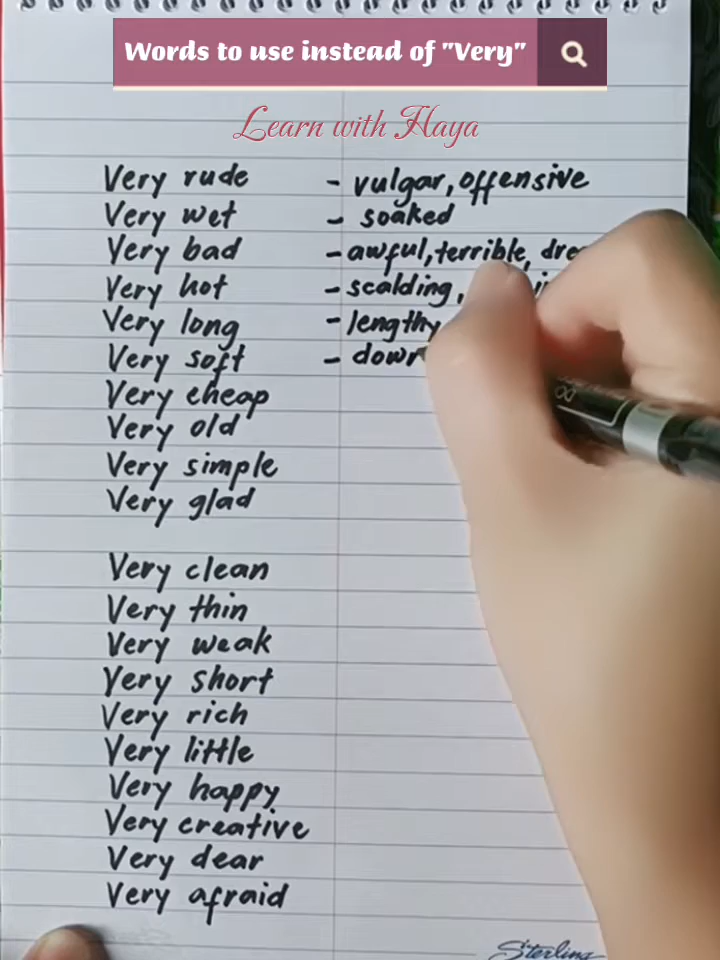 Words to use instead of "Very"
Learn with Haya
Very rude - vulgar, offensive
Very wet - soaked
Very bad - awful, terrible,
Very hot - scalding,
Very long - lengthy
Very soft -
Very cheap
Very old
Very simple
Very glad
Very clean
Very thin
Very weak
Very short
Very rich
Very little
Very happy
Very creative
Very dear
Very afraid
Sterling